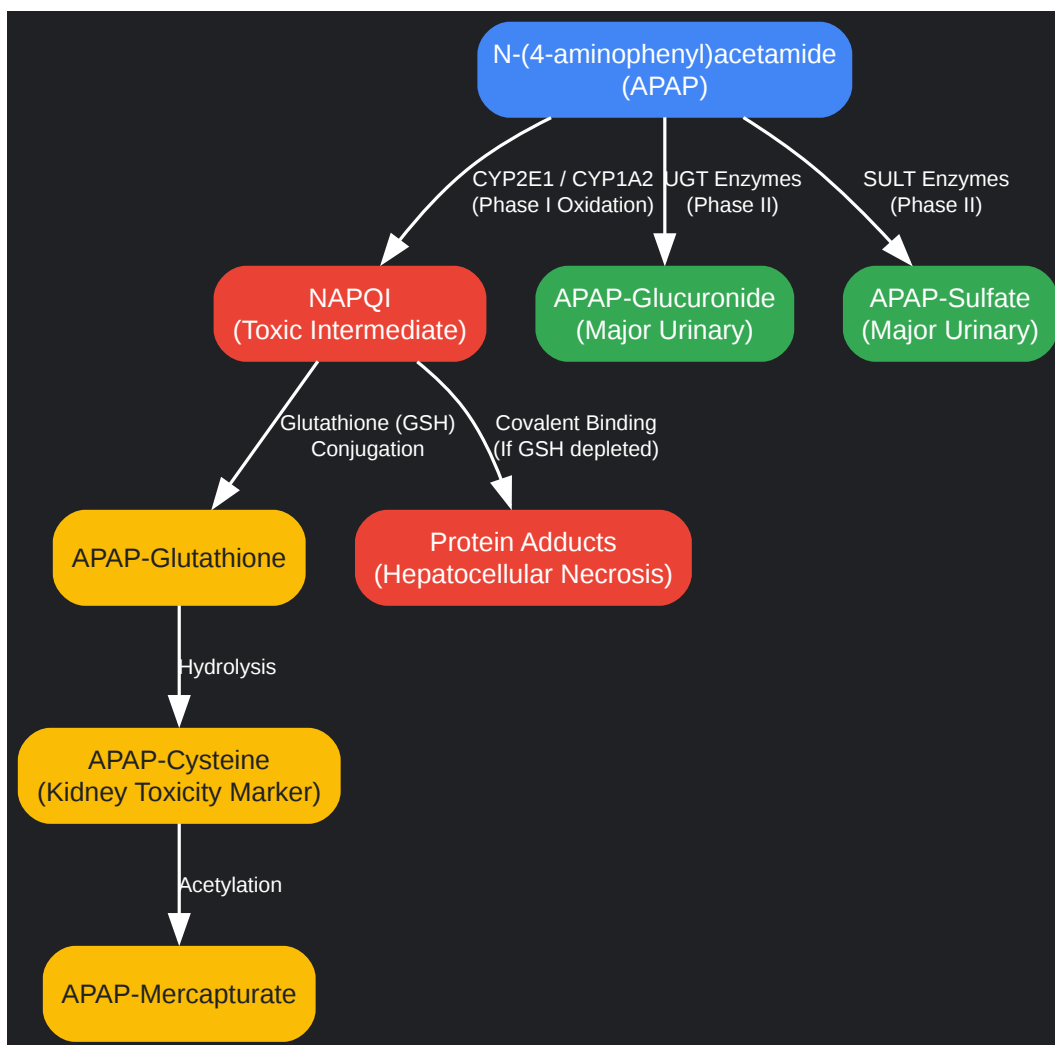 N-(4-aminophenyl)acetamide
(APAP)
CYP2E1 / CYP1A2
(Phase I Oxidation)
UGT Enzymes
(Phase II)
SULT Enzymes
(Phase II)
NAPQI
(Toxic Intermediate)
APAP-Glucuronide
(Major Urinary)
APAP-Sulfate
(Major Urinary)
Glutathione (GSH)
Conjugation
Covalent Binding
(If GSH depleted)
APAP-Glutathione
Protein Adducts
(Hepatocellular Necrosis)
Hydrolysis
APAP-Cysteine
(Kidney Toxicity Marker)
Acetylation
APAP-Mercapturate